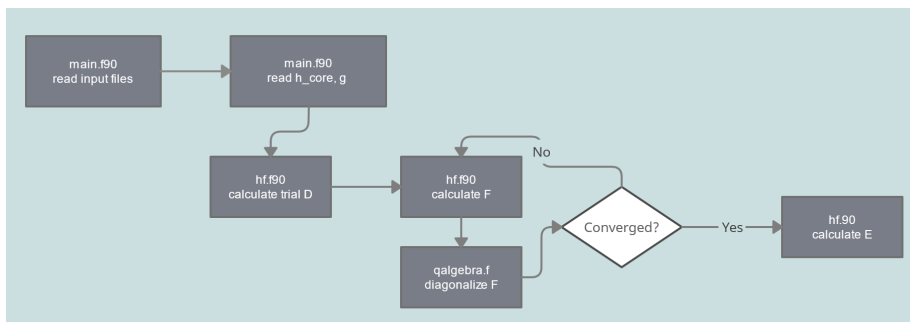 main.f90
read input files
main.f90
read h_core, g
hf.f90
calculate trial D
hf.f90
calculate F
qalgebra.f
diagonalize F
Converged?
No
Yes
hf.90
calculate E